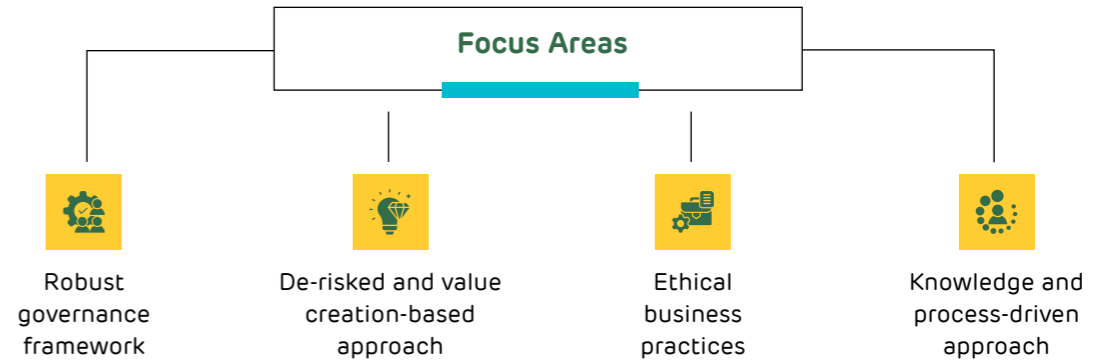 Focus Areas
Robust
governance
framework
De-risked and value
creation-based
approach
Ethical
business
practices
Knowledge and
process-driven
approach